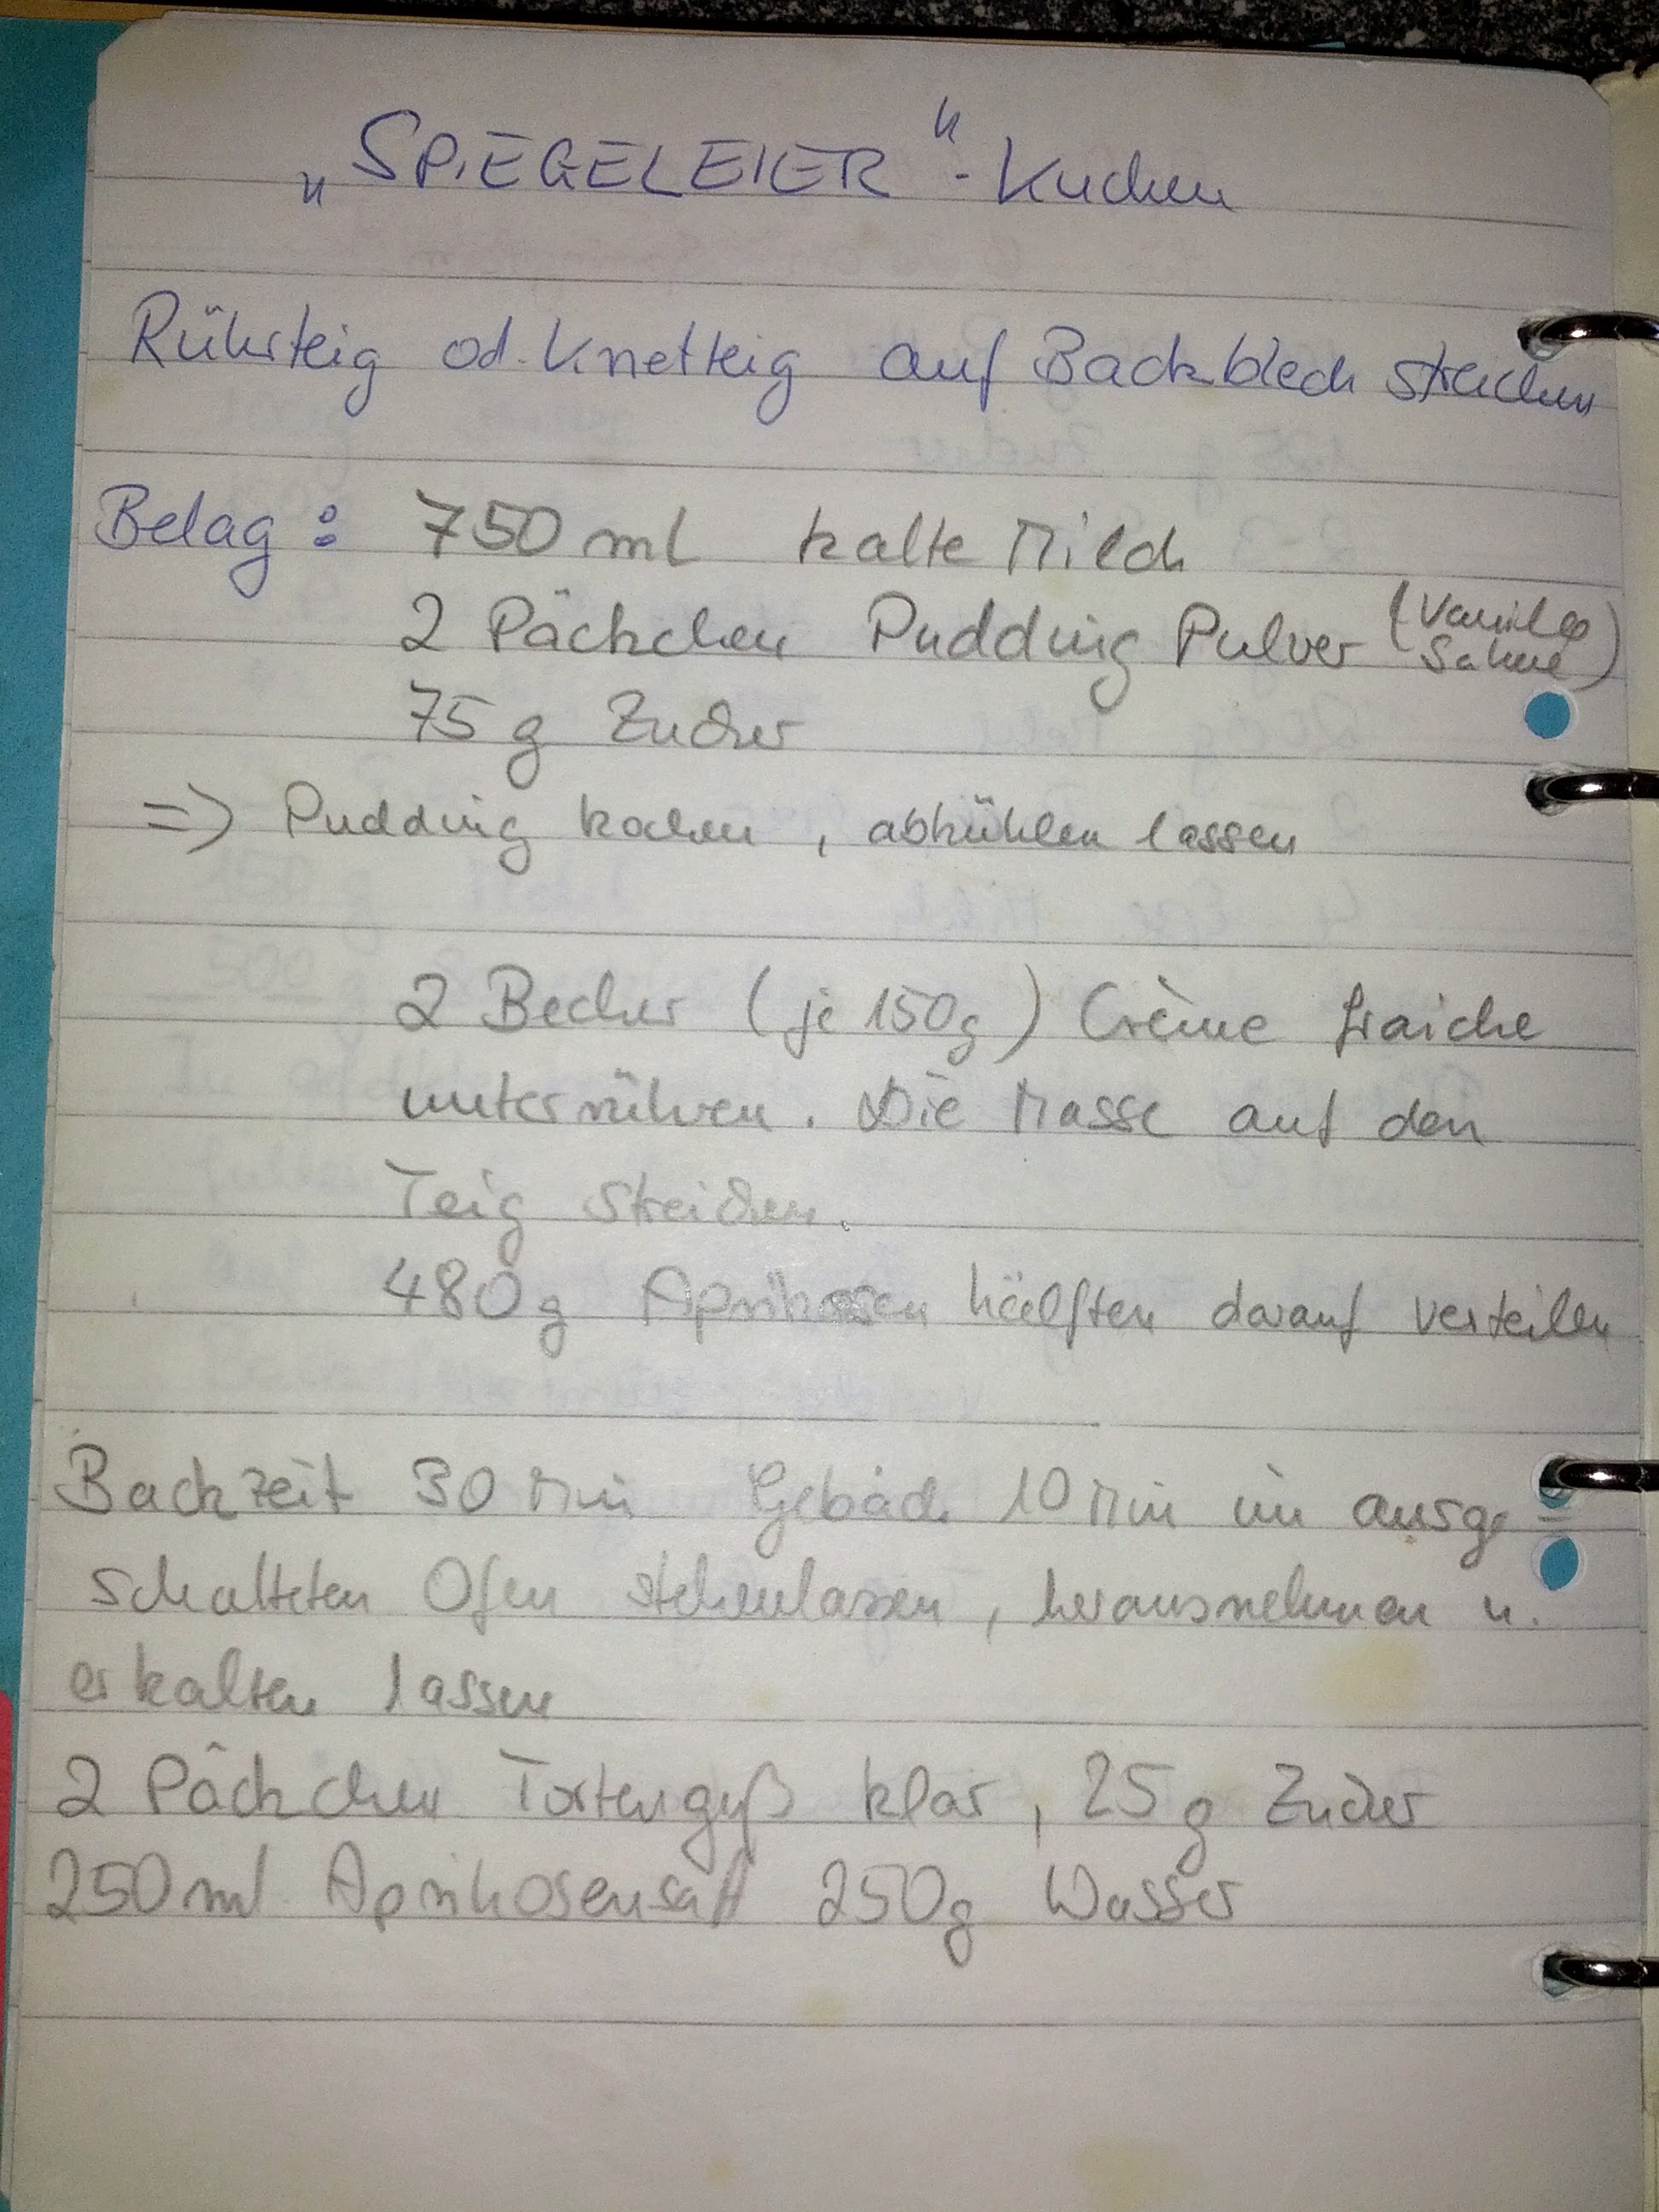 „SPIEGELEIER"-Kuchen
Rührteig od. Knetteig auf Backblech streichen
Belag: 750 ml kalte Milch
2 Päckchen Pudding Pulver (Vanille Sahne)
75 g Zucker
=> Pudding kochen, abkühlen lassen
2 Becher (je 150g) Crème fraiche
unterrühren. Die Masse auf den
Teig streichen.
480g Aprikosen hälften darauf verteilen
Backzeit 30 Min Gebäck 10 Min im ausge=
schalteten Ofen stehenlassen, herausnehmen u.
erkalten lassen
2 Päckchen Tortenguß klar, 25 g Zucker
250 ml Aprikosensaft 250g Wasser